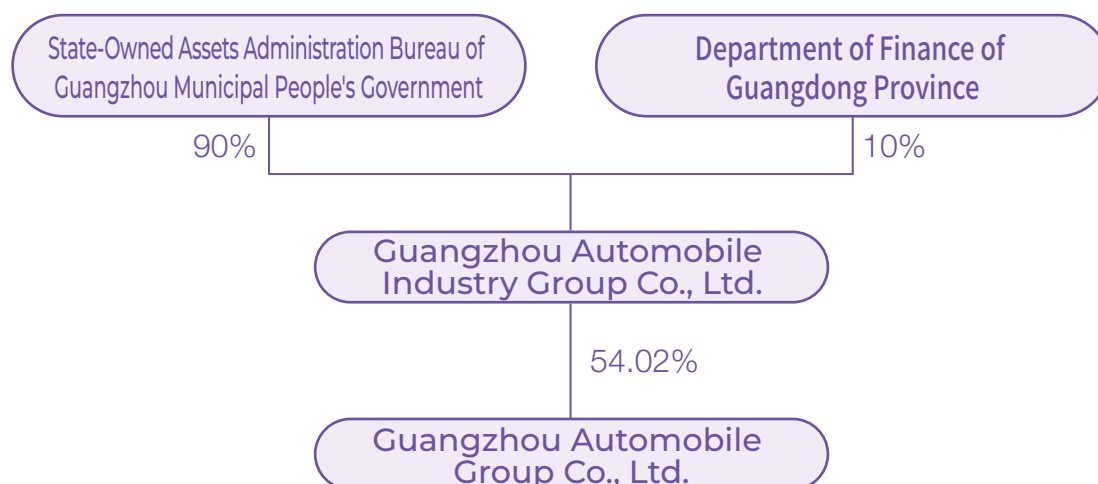 State-Owned Assets Administration Bureau of
Guangzhou Municipal People's Government
Department of Finance of
Guangdong Province
90%
10%
Guangzhou Automobile
Industry Group Co., Ltd.
54.02%
Guangzhou Automobile
Group Co., Ltd.